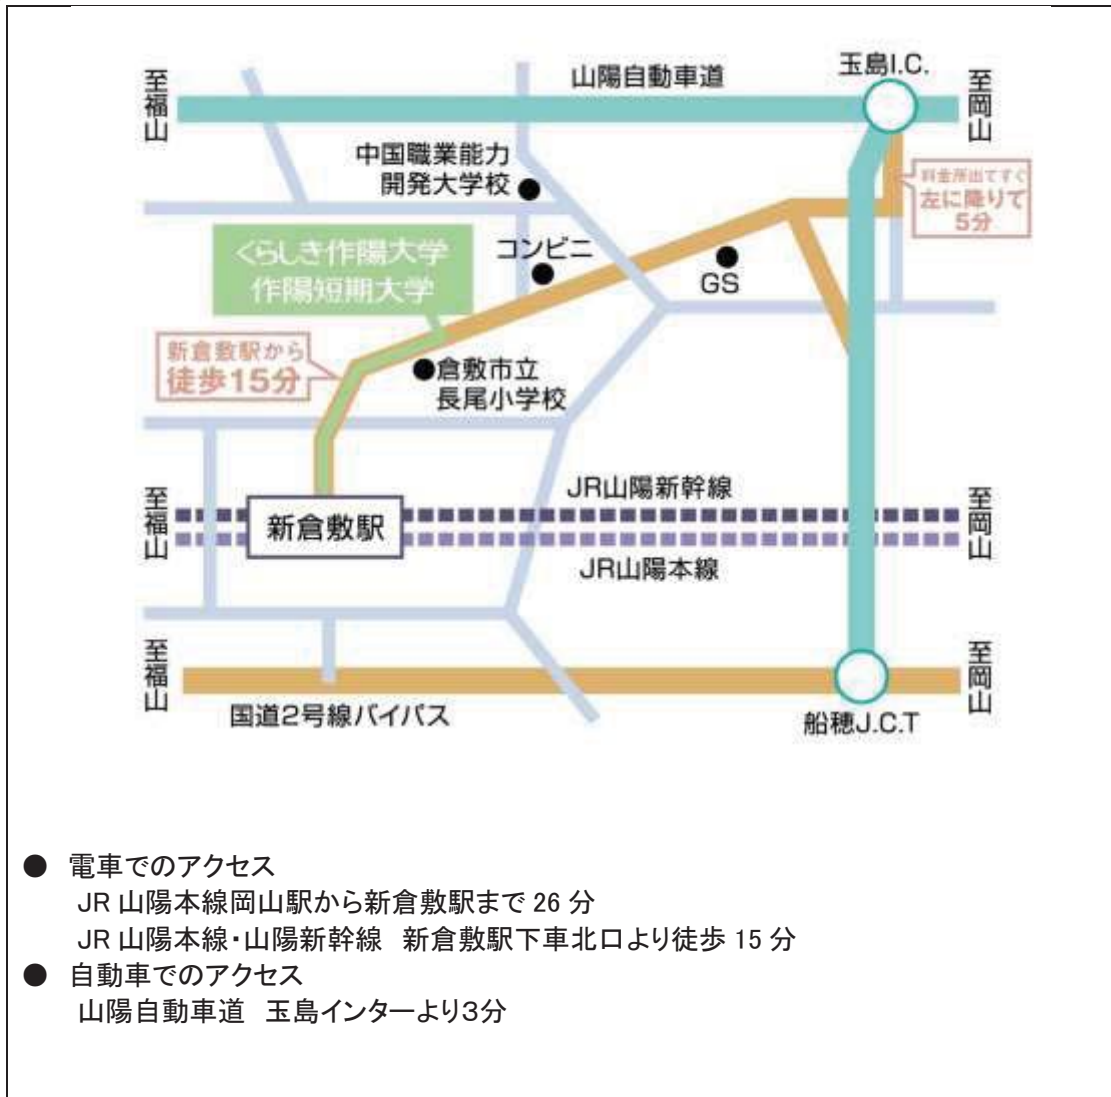 玉島I.C.
山陽自動車道
至福山
至岡山
中国職業能力
開発大学校
料金所出てすぐ
左に降りて
5分
くらしき作陽大学
作陽短期大学
コンビニ
GS
新倉敷駅から
徒歩15分
倉敷市立
長尾小学校
至福山
JR山陽新幹線
至岡山
新倉敷駅
JR山陽本線
至福山
至岡山
国道2号線バイパス
船穂J.C.T
● 電車でのアクセス
JR 山陽本線岡山駅から新倉敷駅まで 26 分
JR 山陽本線・山陽新幹線 新倉敷駅下車北口より徒歩 15 分
● 自動車でのアクセス
山陽自動車道 玉島インターより3分